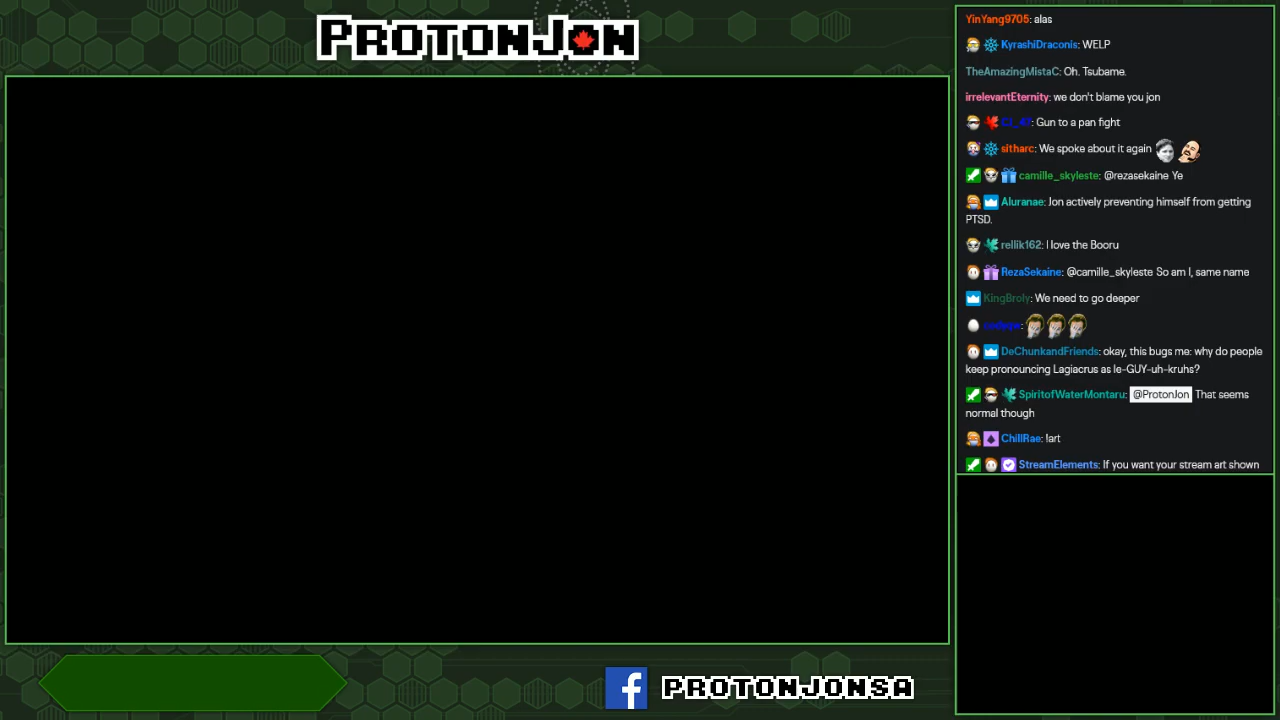 PROTONJON
YinYang9705: alas
KyrashiDraconis: WELP
TheAmazingMistaC: Oh. Tsubame.
irrelevantEternity: we don't blame you jon
Gun to a pan fight
sitharc: We spoke about it again
camille_skyleste: @rezasekaine Ye
Aluranae: Jon actively preventing himself from getting
PTSD.
rellik162: I love the Booru
RezaSekaine: @camille_skyleste So am I, same name
KingBroly: We need to go deeper
DeChunkandFriends: okay, this bugs me: why do people
keep pronouncing Lagiacrus as le-GUY-uh-kruhs?
SpiritofWaterMontaru: @ProtonJon That seems
normal though
ChillRae: !art
StreamElements: If you want your stream art shown
PROTONJONSA